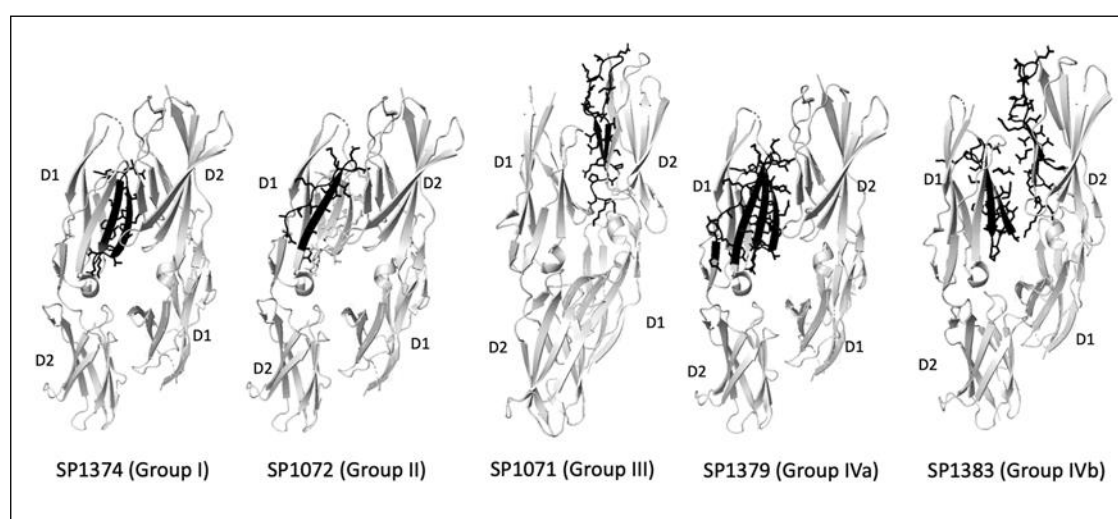 D1 D2 D2 D1 SP1374 (Group I)
D1 D2 D2 D1 SP1072 (Group II)
D1 D2 D2 D1 SP1071 (Group III)
D1 D2 D2 D1 SP1379 (Group IVa)
D1 D2 D2 D1 SP1383 (Group IVb)